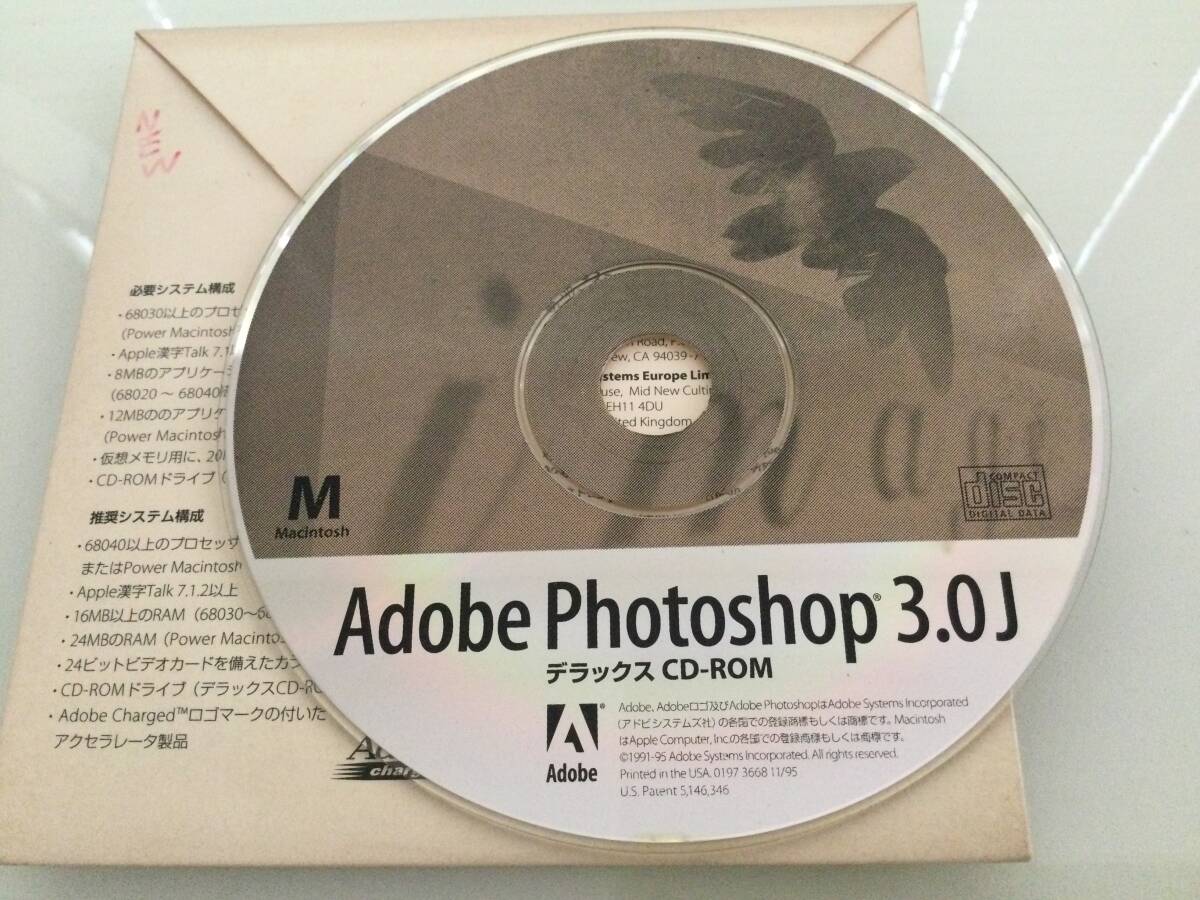 NEW
必要システム構成
・68030以上のプロセ
(Power Macintosh
・Apple漢字Talk 7.1
・8MBのアプリケー
(68020 〜 68040
・12MBののアプリケ
(Power Macintosh
・仮想メモリ用に、20
・CD-ROMドライブ
推奨システム構成
・68040以上のプロセッサ
またはPower Macintosh
・Apple漢字Talk 7.1.2以上
・16MB以上のRAM (68030〜68
・24MBのRAM (Power Macintos
・24ビットビデオカードを備えたカラ
・CD-ROMドライブ (デラックスCD-RO
・Adobe Charged™ロゴマークの付いた
アクセラレータ製品
charg
Road,
ew, CA 94039-7
ystems Europe Lim
use, Mid New Cultin
EH11 4DU
ited Kingdom
imag
M
Macintosh
COMPACT
disc
DIGITAL DATA
Adobe Photoshop® 3.0J
デラックス CD-ROM
Adobe
Adobe、Adobeロゴ及びAdobe PhotoshopはAdobe Systems Incorporated
(アドビシステムズ社) の各国での登録商標もしくは商標です。Macintosh
はApple Computer, Inc.の各国での登録商標もしくは商標です。
©1991-95 Adobe Systems Incorporated. All rights reserved.
Printed in the USA. 0197 3668 11/95
U.S. Patent 5,146,346